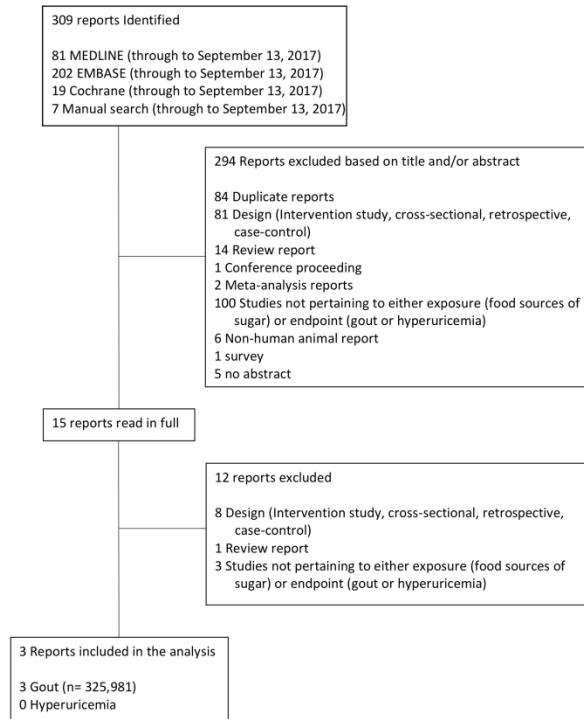 309 reports Identified
81 MEDLINE (through to September 13, 2017)
202 EMBASE (through to September 13, 2017)
19 Cochrane (through to September 13, 2017)
7 Manual search (through to September 13, 2017)
294 Reports excluded based on title and/or abstract
84 Duplicate reports
81 Design (Intervention study, cross-sectional, retrospective,
case-control)
14 Review report
1 Conference proceeding
2 Meta-analysis reports
100 Studies not pertaining to either exposure (food sources of
sugar) or endpoint (gout or hyperuricemia)
6 Non-human animal report
1 survey
5 no abstract
15 reports read in full
12 reports excluded
8 Design (Intervention study, cross-sectional, retrospective,
case-control)
1 Review report
3 Studies not pertaining to either exposure (food sources of
sugar) or endpoint (gout or hyperuricemia)
3 Reports included in the analysis
3 Gout (n= 325,981)
0 Hyperuricemia